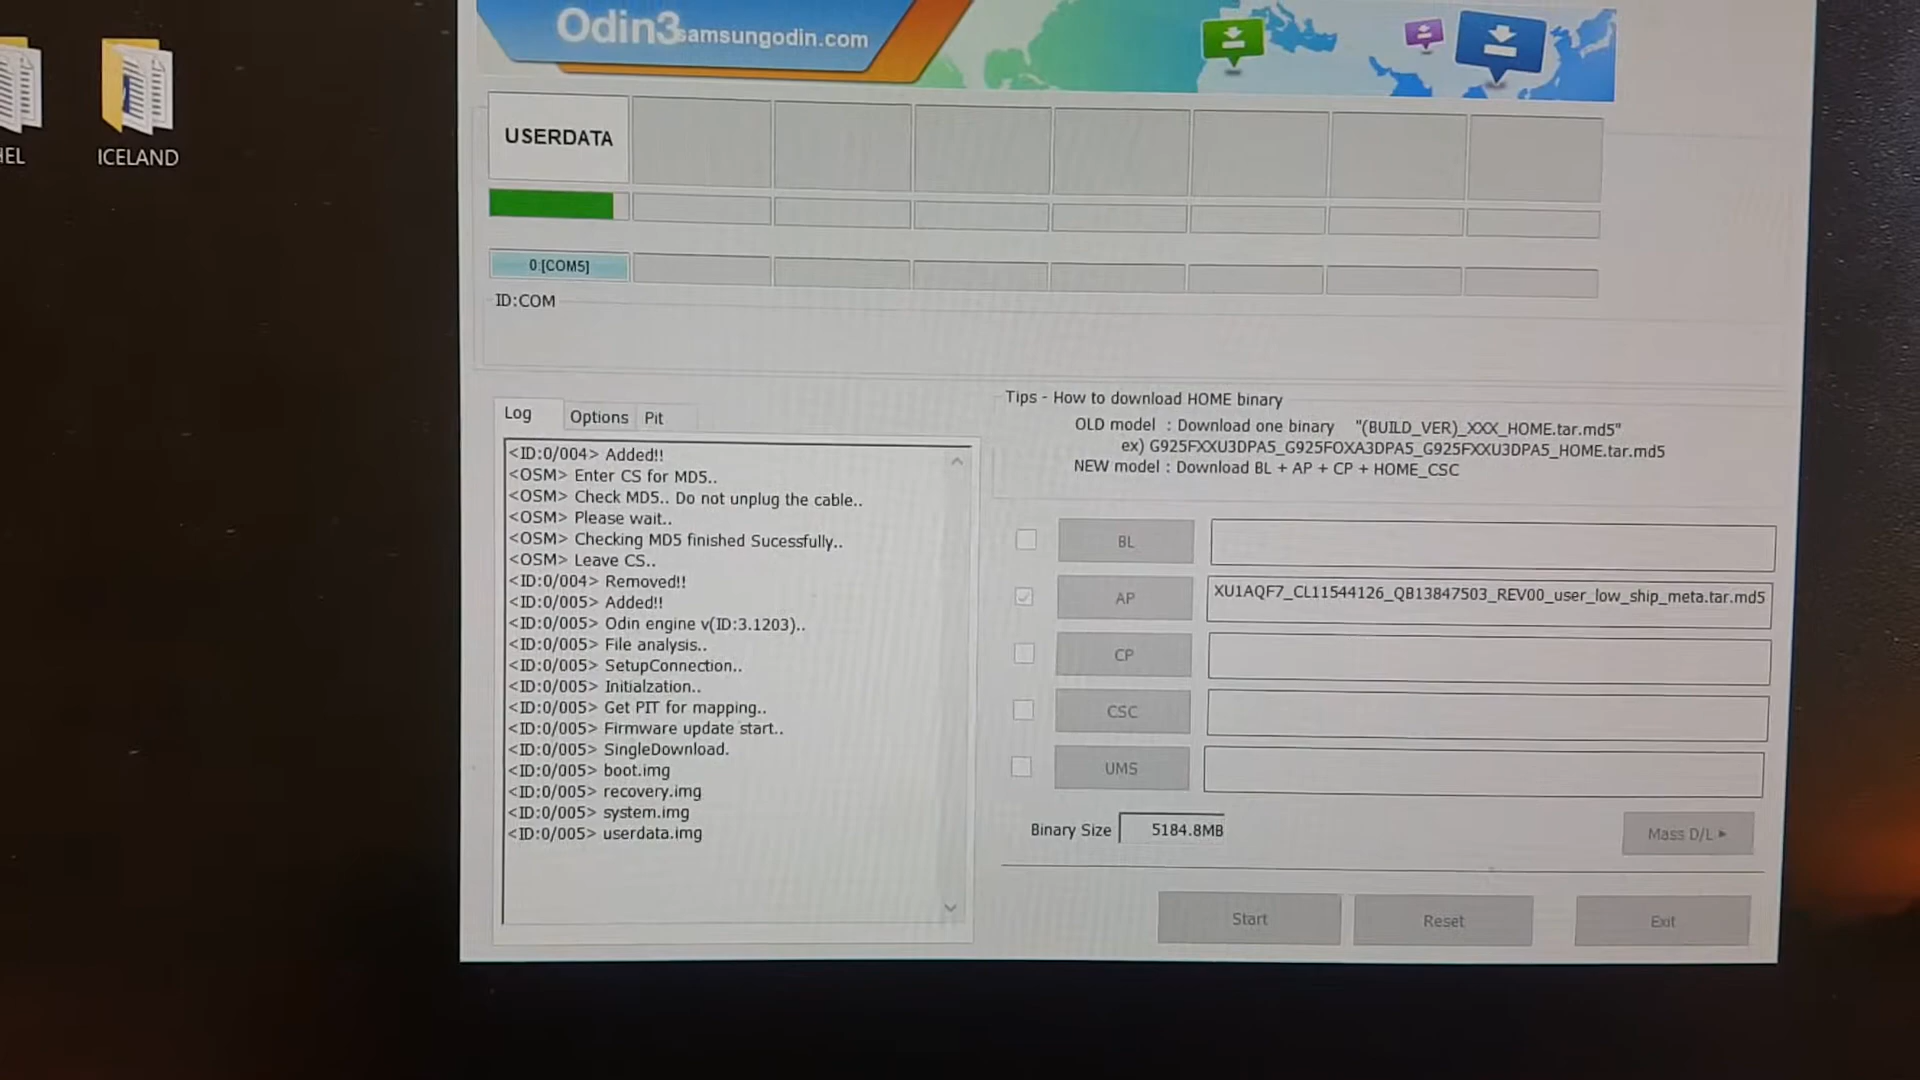 Odin3
samsungodin.com
HEL
ICELAND
USERDATA
0:[COM5]
ID:COM
Log
Options
Pit
<ID:0/004> Added!!
<OSM> Enter CS for MD5..
<OSM> Check MD5.. Do not unplug the cable..
<OSM> Please wait..
<OSM> Checking MD5 finished Sucessfully..
<OSM> Leave CS..
<ID:0/004> Removed!!
<ID:0/005> Added!!
<ID:0/005> Odin engine v(ID:3.1203)..
<ID:0/005> File analysis..
<ID:0/005> SetupConnection..
<ID:0/005> Initialzation..
<ID:0/005> Get PIT for mapping..
<ID:0/005> Firmware update start..
<ID:0/005> SingleDownload.
<ID:0/005> boot.img
<ID:0/005> recovery.img
<ID:0/005> system.img
<ID:0/005> userdata.img
Tips - How to download HOME binary
OLD model : Download one binary "(BUILD_VER)_XXX_HOME.tar.md5"
ex) G925FXXU3DPA5_G925FOXA3DPA5_G925FXXU3DPA5_HOME.tar.md5
NEW model : Download BL + AP + CP + HOME_CSC
BL
AP
XU1AQF7_CL11544126_QB13847503_REV00_user_low_ship_meta.tar.md5
CP
CSC
UMS
Binary Size
5184.8MB
Mass D/L
Start
Reset
Exit